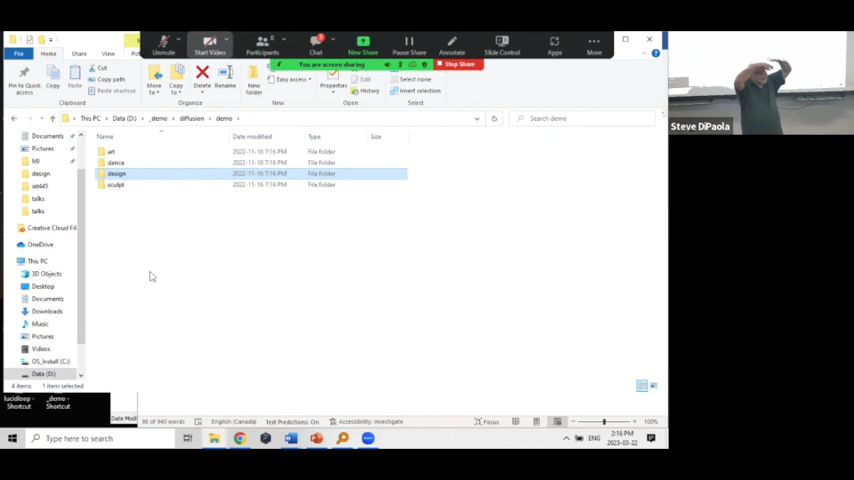 Unmute
Start Video
Participants
Chat
New Share
Pause Share
Annotate
Slide Control
Apps
More
You are screen sharing
Stop Share
File
Home
Share
View
Pin to Quick access
Copy
Paste
Cut
Copy path
Paste shortcut
Clipboard
Move to
Copy to
Delete
Rename
Organize
New folder
Easy access
New
Properties
Edit
History
Open
Select none
Insert selection
Select
This PC > Data (D:) > _demo > diffusion > demo >
Search demo
Name
Date modified
Type
Size
art 2022-11-16 7:16 PM File folder
dance 2022-11-16 7:16 PM File folder
design 2022-11-16 7:16 PM File folder
sculpt 2022-11-16 7:16 PM File folder
Documents
Pictures
MJ
design
iat445
talks
talks
Creative Cloud Fil
OneDrive
This PC
3D Objects
Desktop
Documents
Downloads
Music
Pictures
Videos
OS_Install (C:)
Data (D:)
4 items 1 item selected
lucidloop - Shortcut
_demo - Shortcut
Date Modi
66 of 940 words
English (Canada)
Text Predictions: On
Accessibility: Investigate
Focus
100%
Type here to search
ENG
2:16 PM
2023-03-22
Steve DiPaola